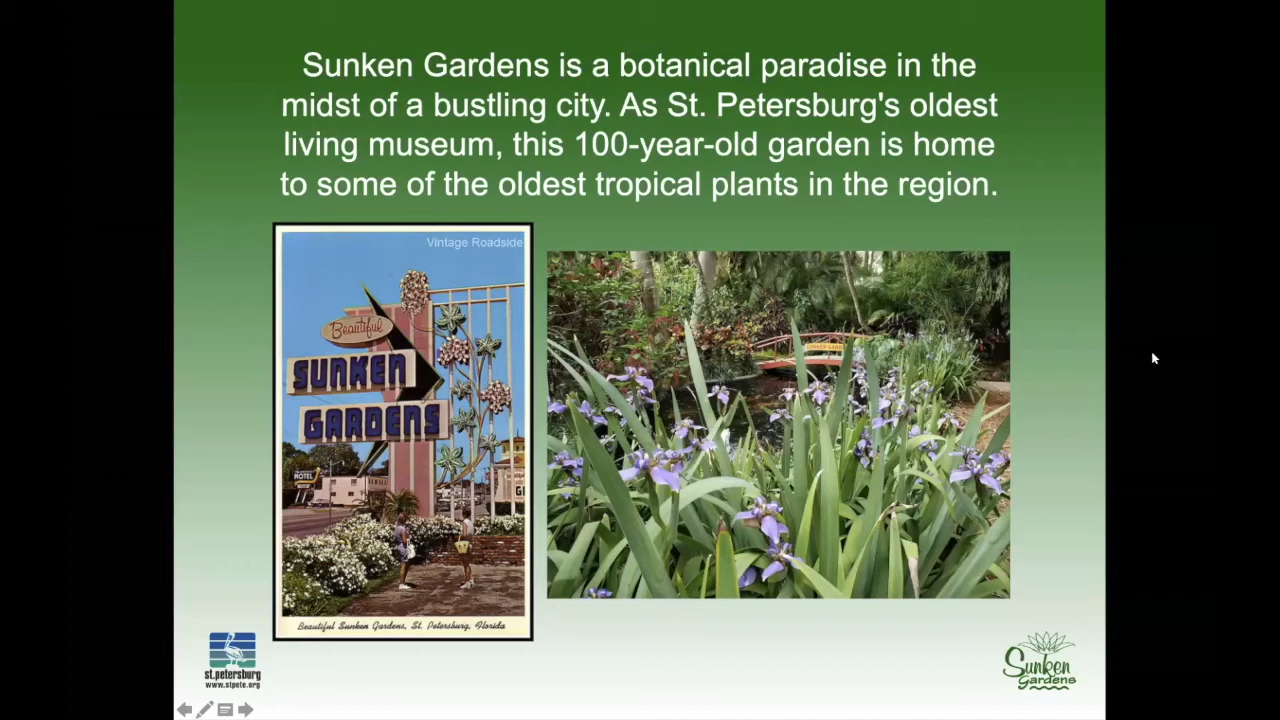 Sunken Gardens is a botanical paradise in the
midst of a bustling city. As St. Petersburg's oldest
living museum, this 100-year-old garden is home
to some of the oldest tropical plants in the region.
Vintage Roadside
Beautiful
SUNKEN
GARDENS
HOTEL
Beautiful Sunken Gardens, St. Petersburg, Florida
SUNKEN GARD
st.petersburg
www.stpete.org
Sunken
Gardens